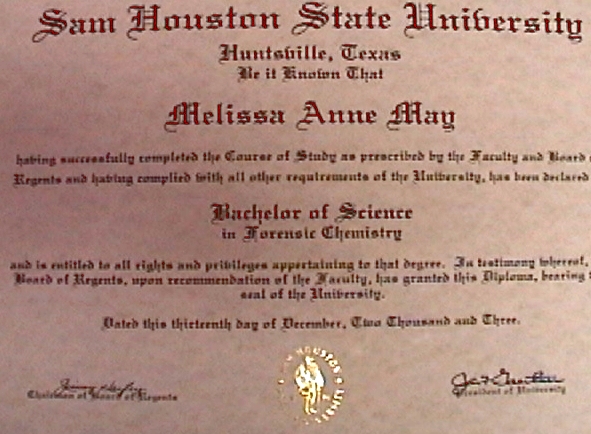 Sam Houston State University
Huntsville, Texas
Be it Known That
Melissa Anne May
having successfully completed the Course of Study as prescribed by the Faculty and Board
Regents and having complied with all other requirements of the University, has been declared
Bachelor of Science
in Forensic Chemistry
and is entitled to all rights and privileges appertaining to that degree. In testimony whereof,
Board of Regents, upon recommendation of the Faculty, has granted this Diploma, bearing
seal of the University.
Dated this thirteenth day of December, Two Thousand and Three.
HOUSTON
Chairman of Board of Regents
President of University